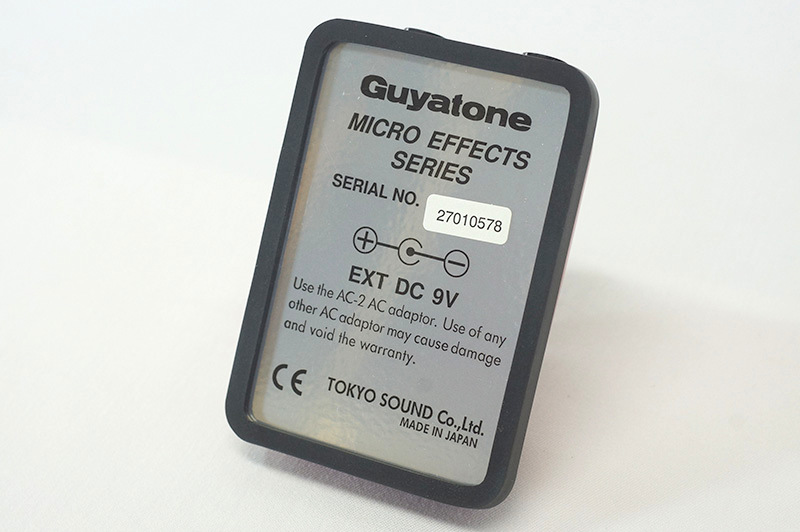 Guyatone
MICRO EFFECTS
SERIES
SERIAL NO. 27010578
+ −
EXT DC 9V
Use the AC-2 AC adaptor. Use of any
other AC adaptor may cause damage
and void the warranty.
CE TOKYO SOUND Co.,Ltd.
MADE IN JAPAN